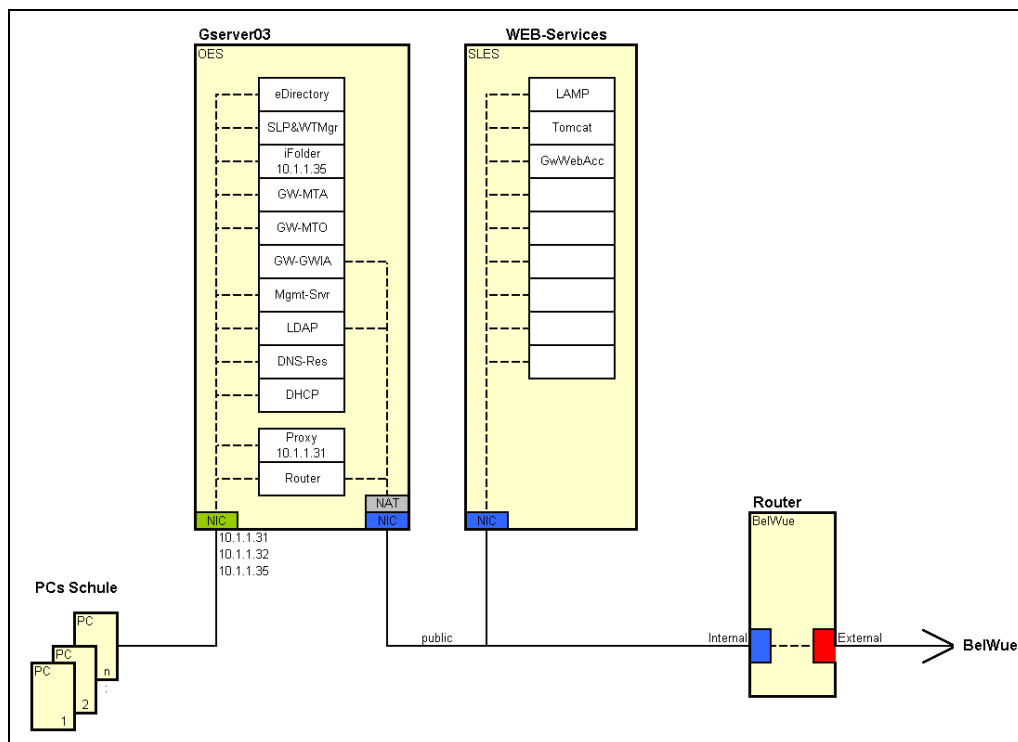 Gserver03
OES
eDirectory
SLP&WTMgr
iFolder
10.1.1.35
GW-MTA
GW-MTO
GW-GWIA
Mgmt-Srvr
LDAP
DNS-Res
DHCP
Proxy
10.1.1.31
Router
NAT
NIC
NIC
10.1.1.31
10.1.1.32
10.1.1.35
WEB-Services
SLES
LAMP
Tomcat
GwWebAcc
NIC
PCs Schule
PC
n
PC
:
2
PC
1
public
Router
BelWue
Internal
External
BelWue